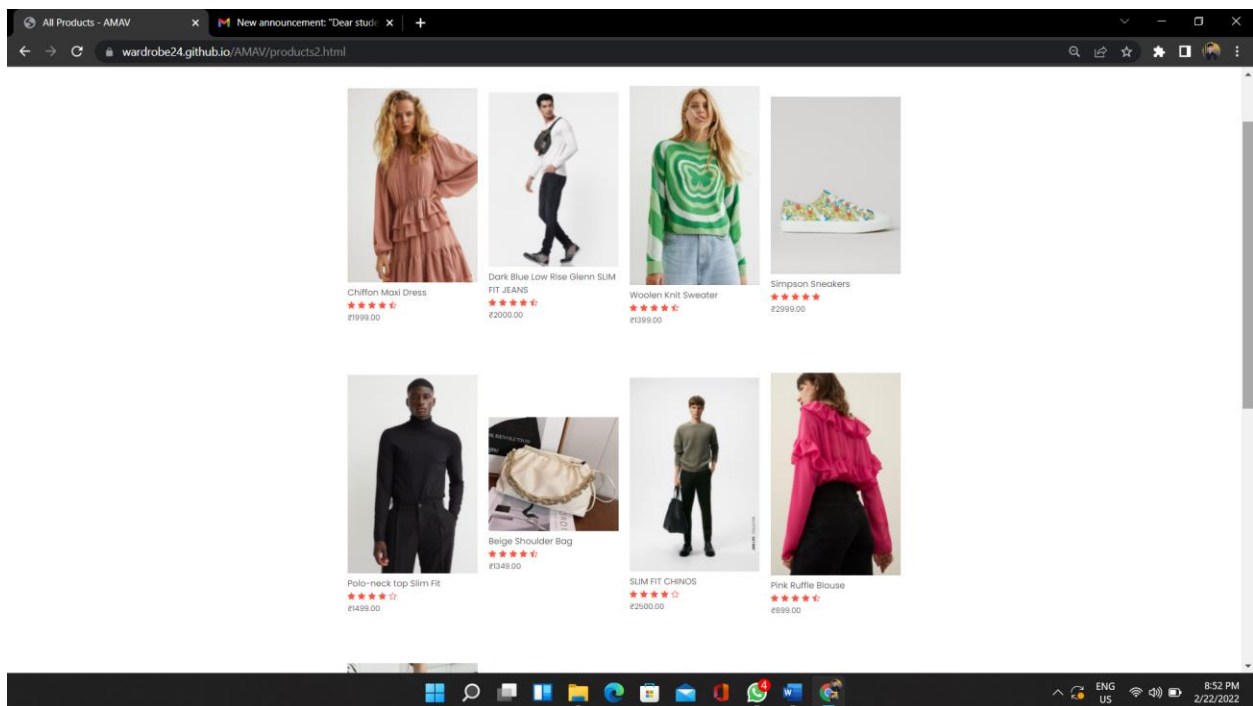 All Products - AMAV
New announcement: "Dear stude
wardrobe24.github.io/AMAV/products2.html
Chiffon Maxi Dress
₹1999.00
Dark Blue Low Rise Glenn SLIM
FIT JEANS
₹2000.00
Woolen Knit Sweater
₹1399.00
Simpson Sneakers
₹2999.00
Polo-neck top Slim Fit
₹1499.00
Beige Shoulder Bag
₹1349.00
SLIM FIT CHINOS
₹2500.00
Pink Ruffle Blouse
₹899.00
4
ENG
US
8:52 PM
2/22/2022